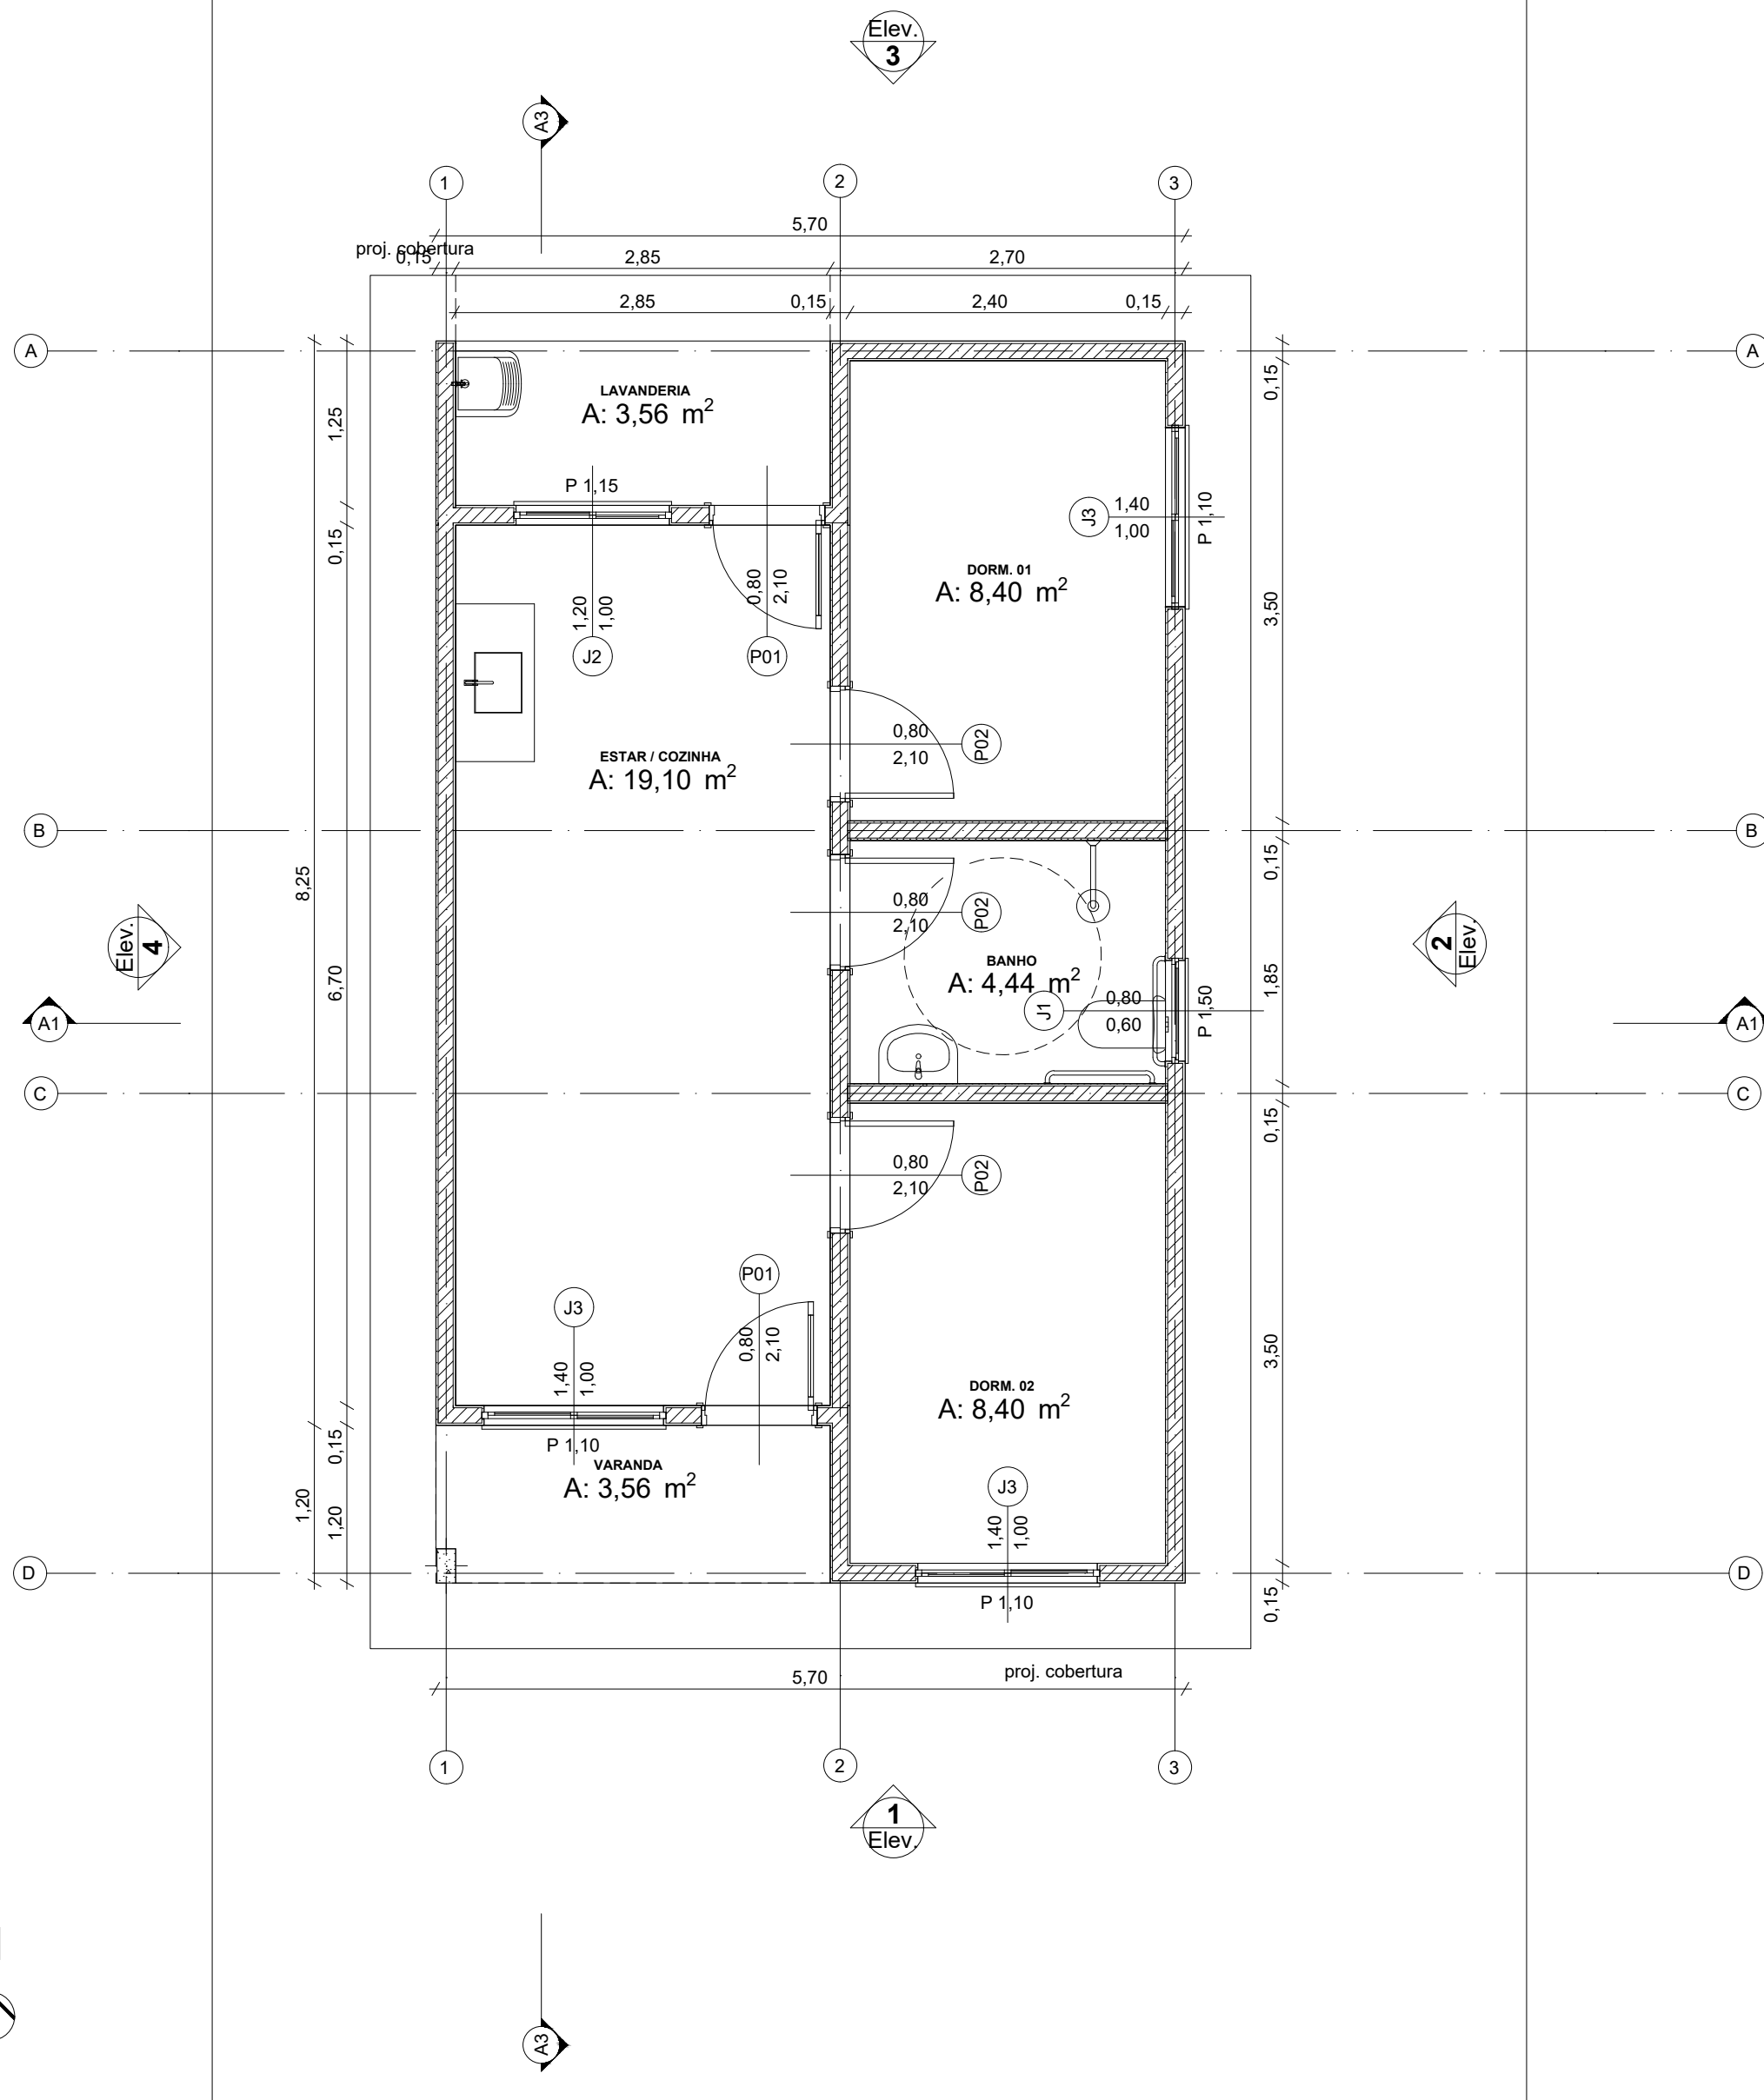 Elev.
3
A3
1
2
3
5,70
proj. cobertura
0,15
2,85
2,70
2,85
0,15
2,40
0,15
A
A
LAVANDERIA
A: 3,56 m²
1,25
0,15
P 1,15
J3
1,40
1,00
P 1,10
0,15
DORM. 01
A: 8,40 m²
0,80
2,10
1,20
1,00
J2
P01
3,50
0,80
2,10
P02
ESTAR / COZINHA
A: 19,10 m²
B
B
8,25
0,15
0,80
2,10
P02
Elev.
4
2
Elev.
BANHO
A: 4,44 m²
6,70
J1
0,80
0,60
P 1,50
1,85
A1
A1
C
C
0,15
0,80
2,10
P02
P01
J3
0,80
2,10
1,40
1,00
3,50
DORM. 02
A: 8,40 m²
P 1,10
0,15
VARANDA
A: 3,56 m²
J3
1,20
1,20
1,40
1,00
D
D
P 1,10
0,15
proj. cobertura
5,70
1
2
3
1
Elev.
A3